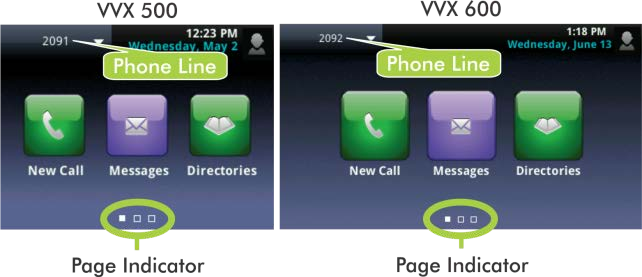 VVX 500
2091
12:23 PM
Wednesday, May 2
Phone Line
New Call
Messages
Directories
Page Indicator
VVX 600
2092
1:18 PM
Wednesday, June 13
Phone Line
New Call
Messages
Directories
Page Indicator